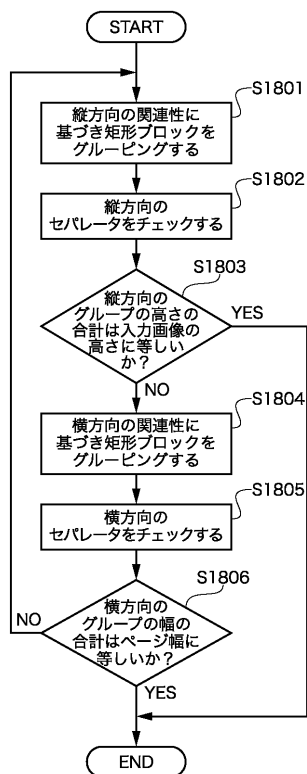 START
S1801
縦方向の関連性に
基づき矩形ブロックを
グルーピングする
S1802
縦方向の
セパレータをチェックする
S1803
縦方向の
グループの高さの
合計は入力画像の
高さに等しい
か？
YES
NO
S1804
横方向の関連性に
基づき矩形ブロックを
グルーピングする
S1805
横方向の
セパレータをチェックする
S1806
横方向の
グループの幅の
合計はページ幅に
等しいか？
NO
YES
END